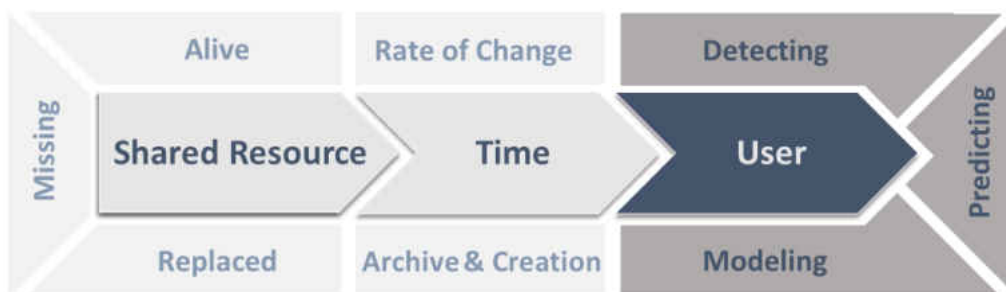 Alive
Rate of Change
Detecting
Missing
Shared Resource
Time
User
Predicting
Replaced
Archive & Creation
Modeling